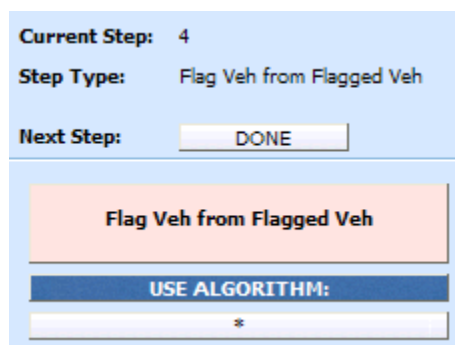 Current Step: 4
Step Type: Flag Veh from Flagged Veh
Next Step: DONE
Flag Veh from Flagged Veh
USE ALGORITHM:
*